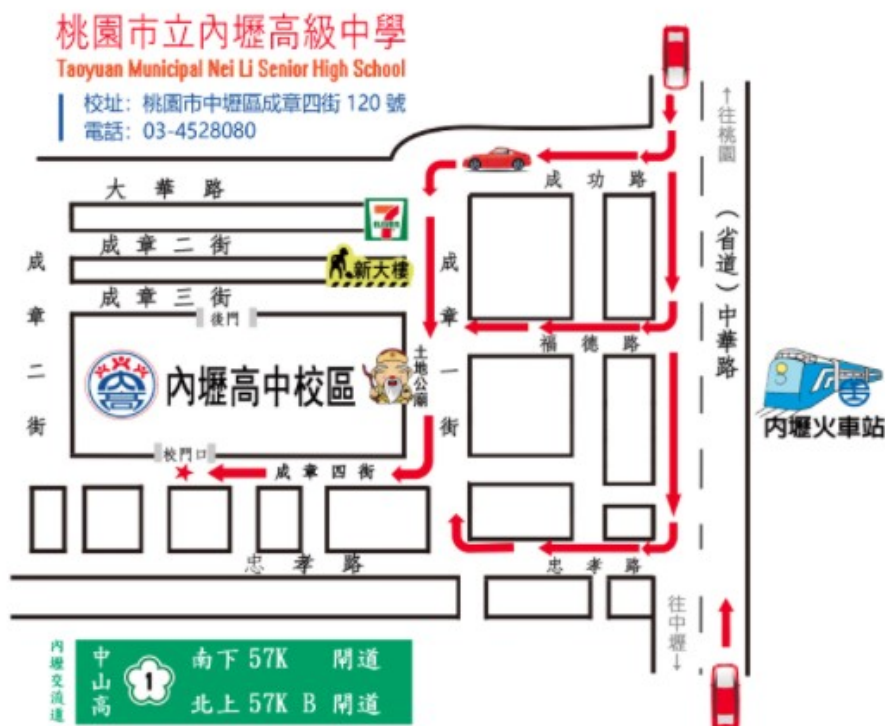 桃園市立內壢高級中學
Taoyuan Municipal Nei Li Senior High School
校址：桃園市中壢區成章四街 120 號
電話：03-4528080
↑往桃園
成功路
大華路
7
成章二街
新大樓
成章三街
成章二街
成章一街
(省道)中華路
後門
福德路
內壢高中校區
土地公廟
內壢火車站
校門口
成章四街
忠孝路
忠孝路
往中壢↓
內壢交流道
中山高
1
南下 57K 閘道
北上 57K B 閘道